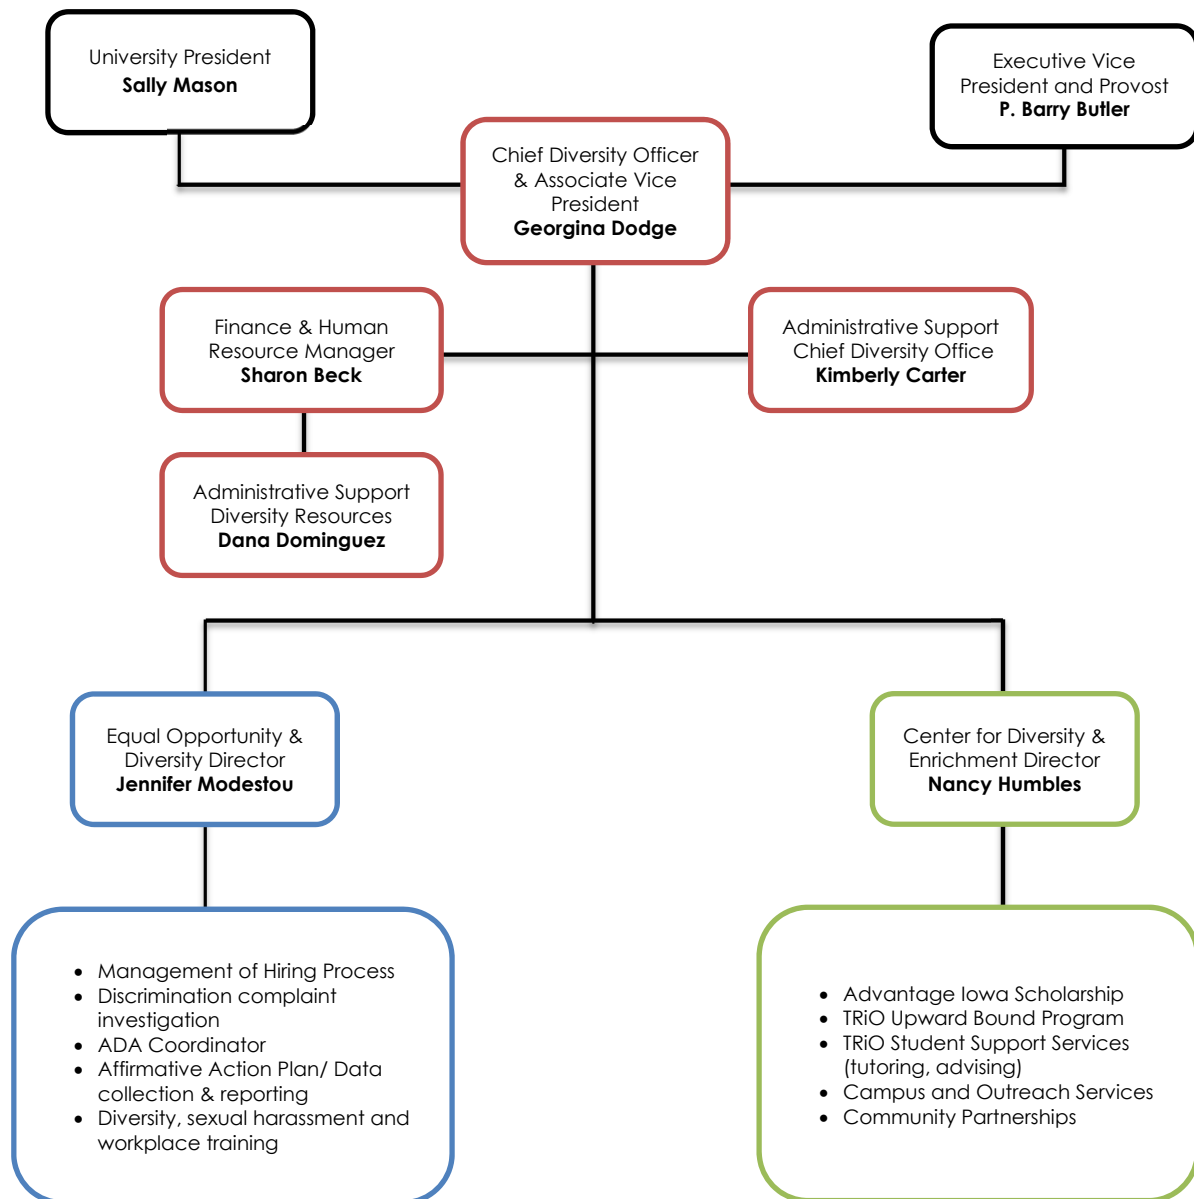 University President
Sally Mason
Executive Vice
President and Provost
P. Barry Butler
Chief Diversity Officer
& Associate Vice
President
Georgina Dodge
Finance & Human
Resource Manager
Sharon Beck
Administrative Support
Chief Diversity Office
Kimberly Carter
Administrative Support
Diversity Resources
Dana Dominguez
Equal Opportunity &
Diversity Director
Jennifer Modestou
Center for Diversity &
Enrichment Director
Nancy Humbles
• Management of Hiring Process
• Discrimination complaint
investigation
• ADA Coordinator
• Affirmative Action Plan/ Data
collection & reporting
• Diversity, sexual harassment and
workplace training
• Advantage Iowa Scholarship
• TRiO Upward Bound Program
• TRiO Student Support Services
(tutoring, advising)
• Campus and Outreach Services
• Community Partnerships